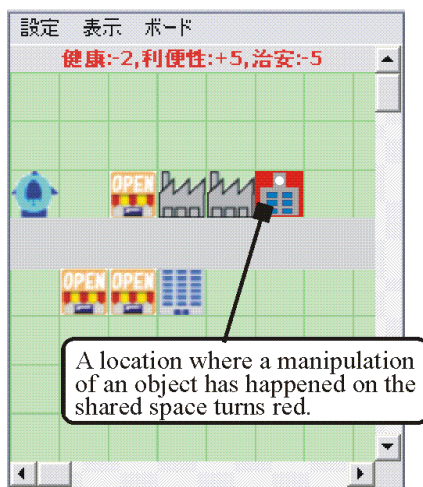 設定 表示 ボード
健康:-2,利便性:+5,治安:-5
OPEN
OPEN OPEN
A location where a manipulation
of an object has happened on the
shared space turns red.